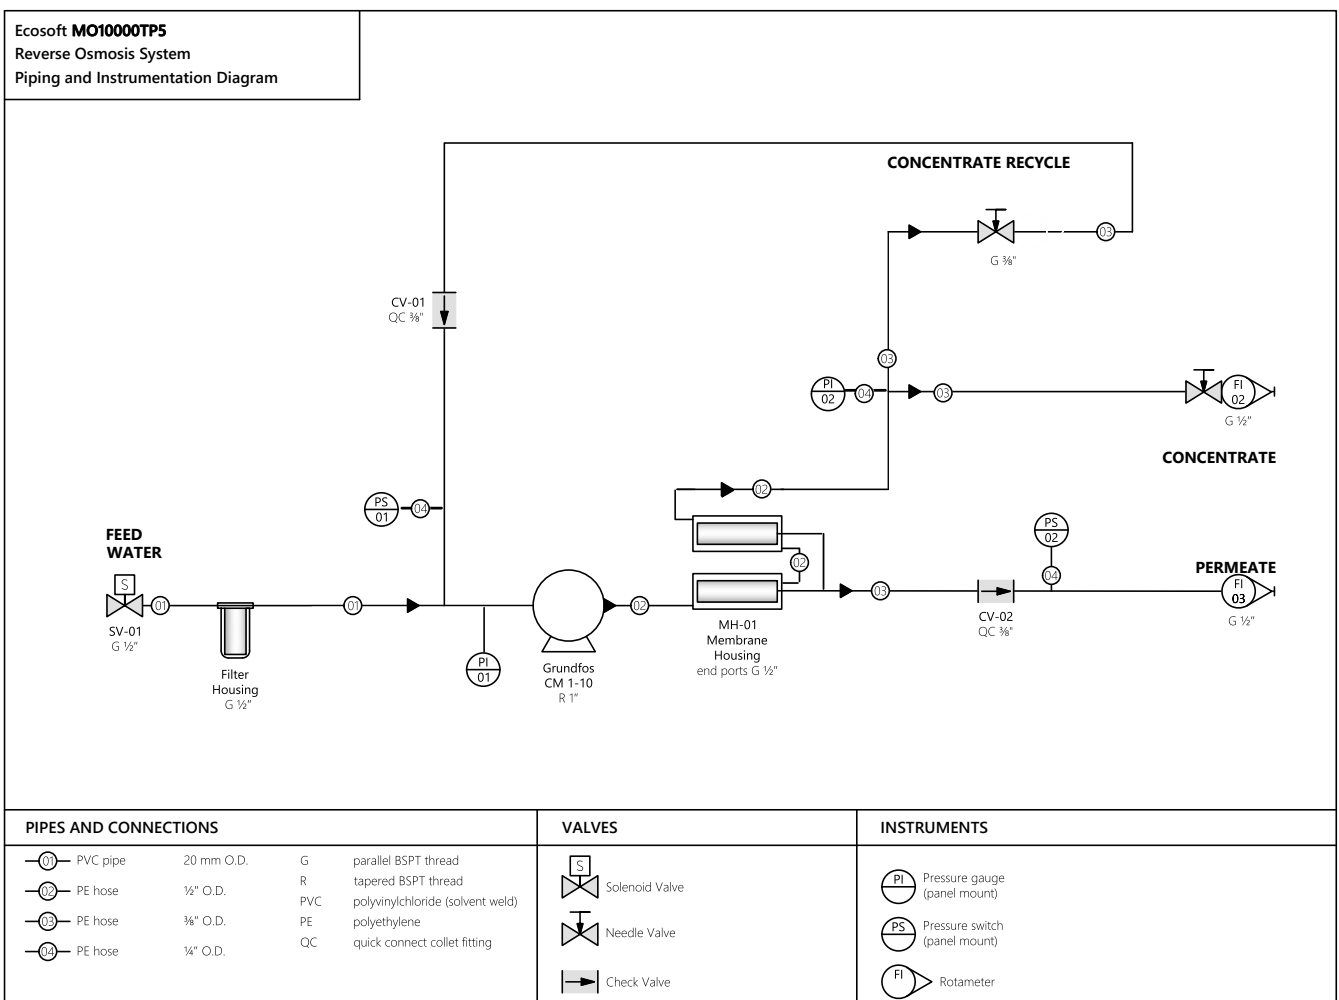 Ecosoft MO10000TP5
Reverse Osmosis System
Piping and Instrumentation Diagram
CONCENTRATE RECYCLE
03
G ⅜"
CV-01
QC ⅜"
03
PI
02
04
03
FI
02
G ½"
CONCENTRATE
02
PS
01
04
FEED
WATER
S
01
01
SV-01
G ½"
Filter
Housing
G ½"
PI
01
Grundfos
CM 1-10
R 1"
02
02
MH-01
Membrane
Housing
end ports G ½"
03
CV-02
QC ⅜"
PS
02
04
PERMEATE
FI
03
G ½"
PIPES AND CONNECTIONS
01 PVC pipe 20 mm O.D.
02 PE hose ½" O.D.
03 PE hose ⅜" O.D.
04 PE hose ¼" O.D.
G parallel BSPT thread
R tapered BSPT thread
PVC polyvinylchloride (solvent weld)
PE polyethylene
QC quick connect collet fitting
VALVES
S
Solenoid Valve
Needle Valve
Check Valve
INSTRUMENTS
PI
Pressure gauge
(panel mount)
PS
Pressure switch
(panel mount)
FI
Rotameter